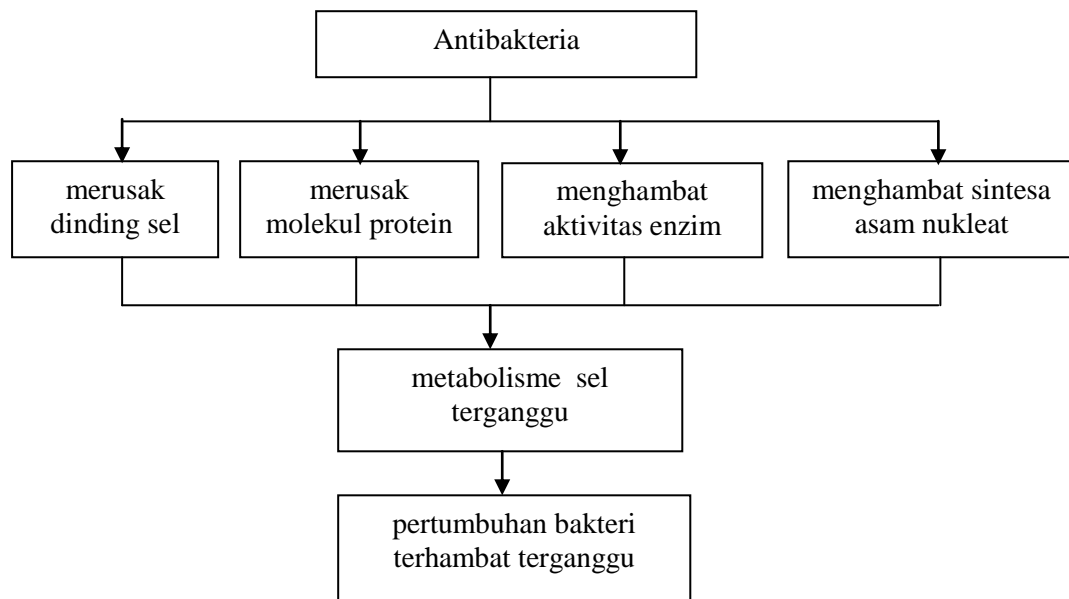 Antibakteria
merusak
dinding sel
merusak
molekul protein
menghambat
aktivitas enzim
menghambat sintesa
asam nukleat
metabolisme sel
terganggu
pertumbuhan bakteri
terhambat terganggu